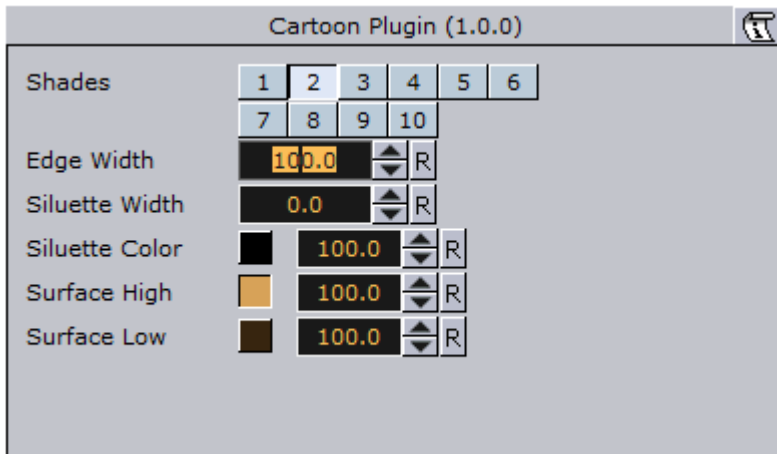 Cartoon Plugin (1.0.0)
Shades 1 2 3 4 5 6
7 8 9 10
Edge Width 100.0 R
Siluette Width 0.0 R
Siluette Color 100.0 R
Surface High 100.0 R
Surface Low 100.0 R